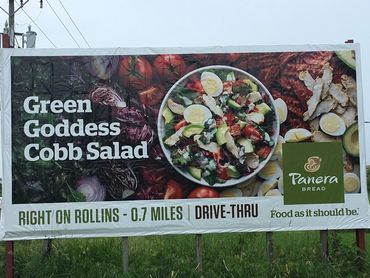 Green
Goddess
Cobb Salad
Panera
BREAD
RIGHT ON ROLLINS - 0.7 MILES | DRIVE-THRU
Food as it should be.